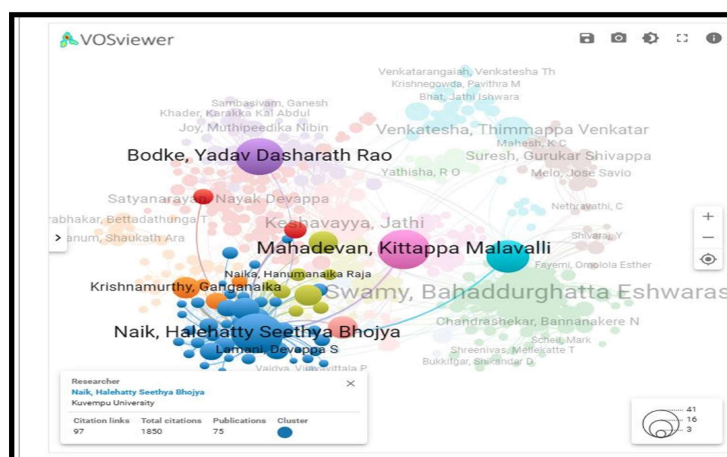 VOSviewer
Venkatarangaiah, Venkatesha Th
Krishnegowda, Pavithra M
Bhat, Jathi Ishwara
Sambasivam, Ganesh
Khader, Karakka Kal Abdul
Joy, Muthipeedika Nibin
Venkatesha, Thimmappa Venkatar
Mahesh, K C
Bodke, Yadav Dasharath Rao
Suresh, Gurukar Shivappa
Yathisha, R O
Melo, Jose Savio
Satyanarayan, Nayak Devappa
Nethravathi, C
rabhakar, Bettadathunga T
Keshavayya, Jathi
anum, Shaukath Ara
Shivaraj, Y
Mahadevan, Kittappa Malavalli
Fayemi, Omolola Esther
Naika, Hanumanaika Raja
Krishnamurthy, Ganganaika
Swamy, Bahaddurghatta Eshwaras
Chandrashekar, Bannanakere N
Naik, Halehatty Seethya Bhojya
Scheil, Mark
Lamani, Devappa S
Shreenivas, Mellekatte T
Bukkitgar, Shikandar D
Researcher
Naik, Halehatty Seethya Bhojya
Kuvempu University
Citation links Total citations Publications Cluster
97 1850 75
41
16
3